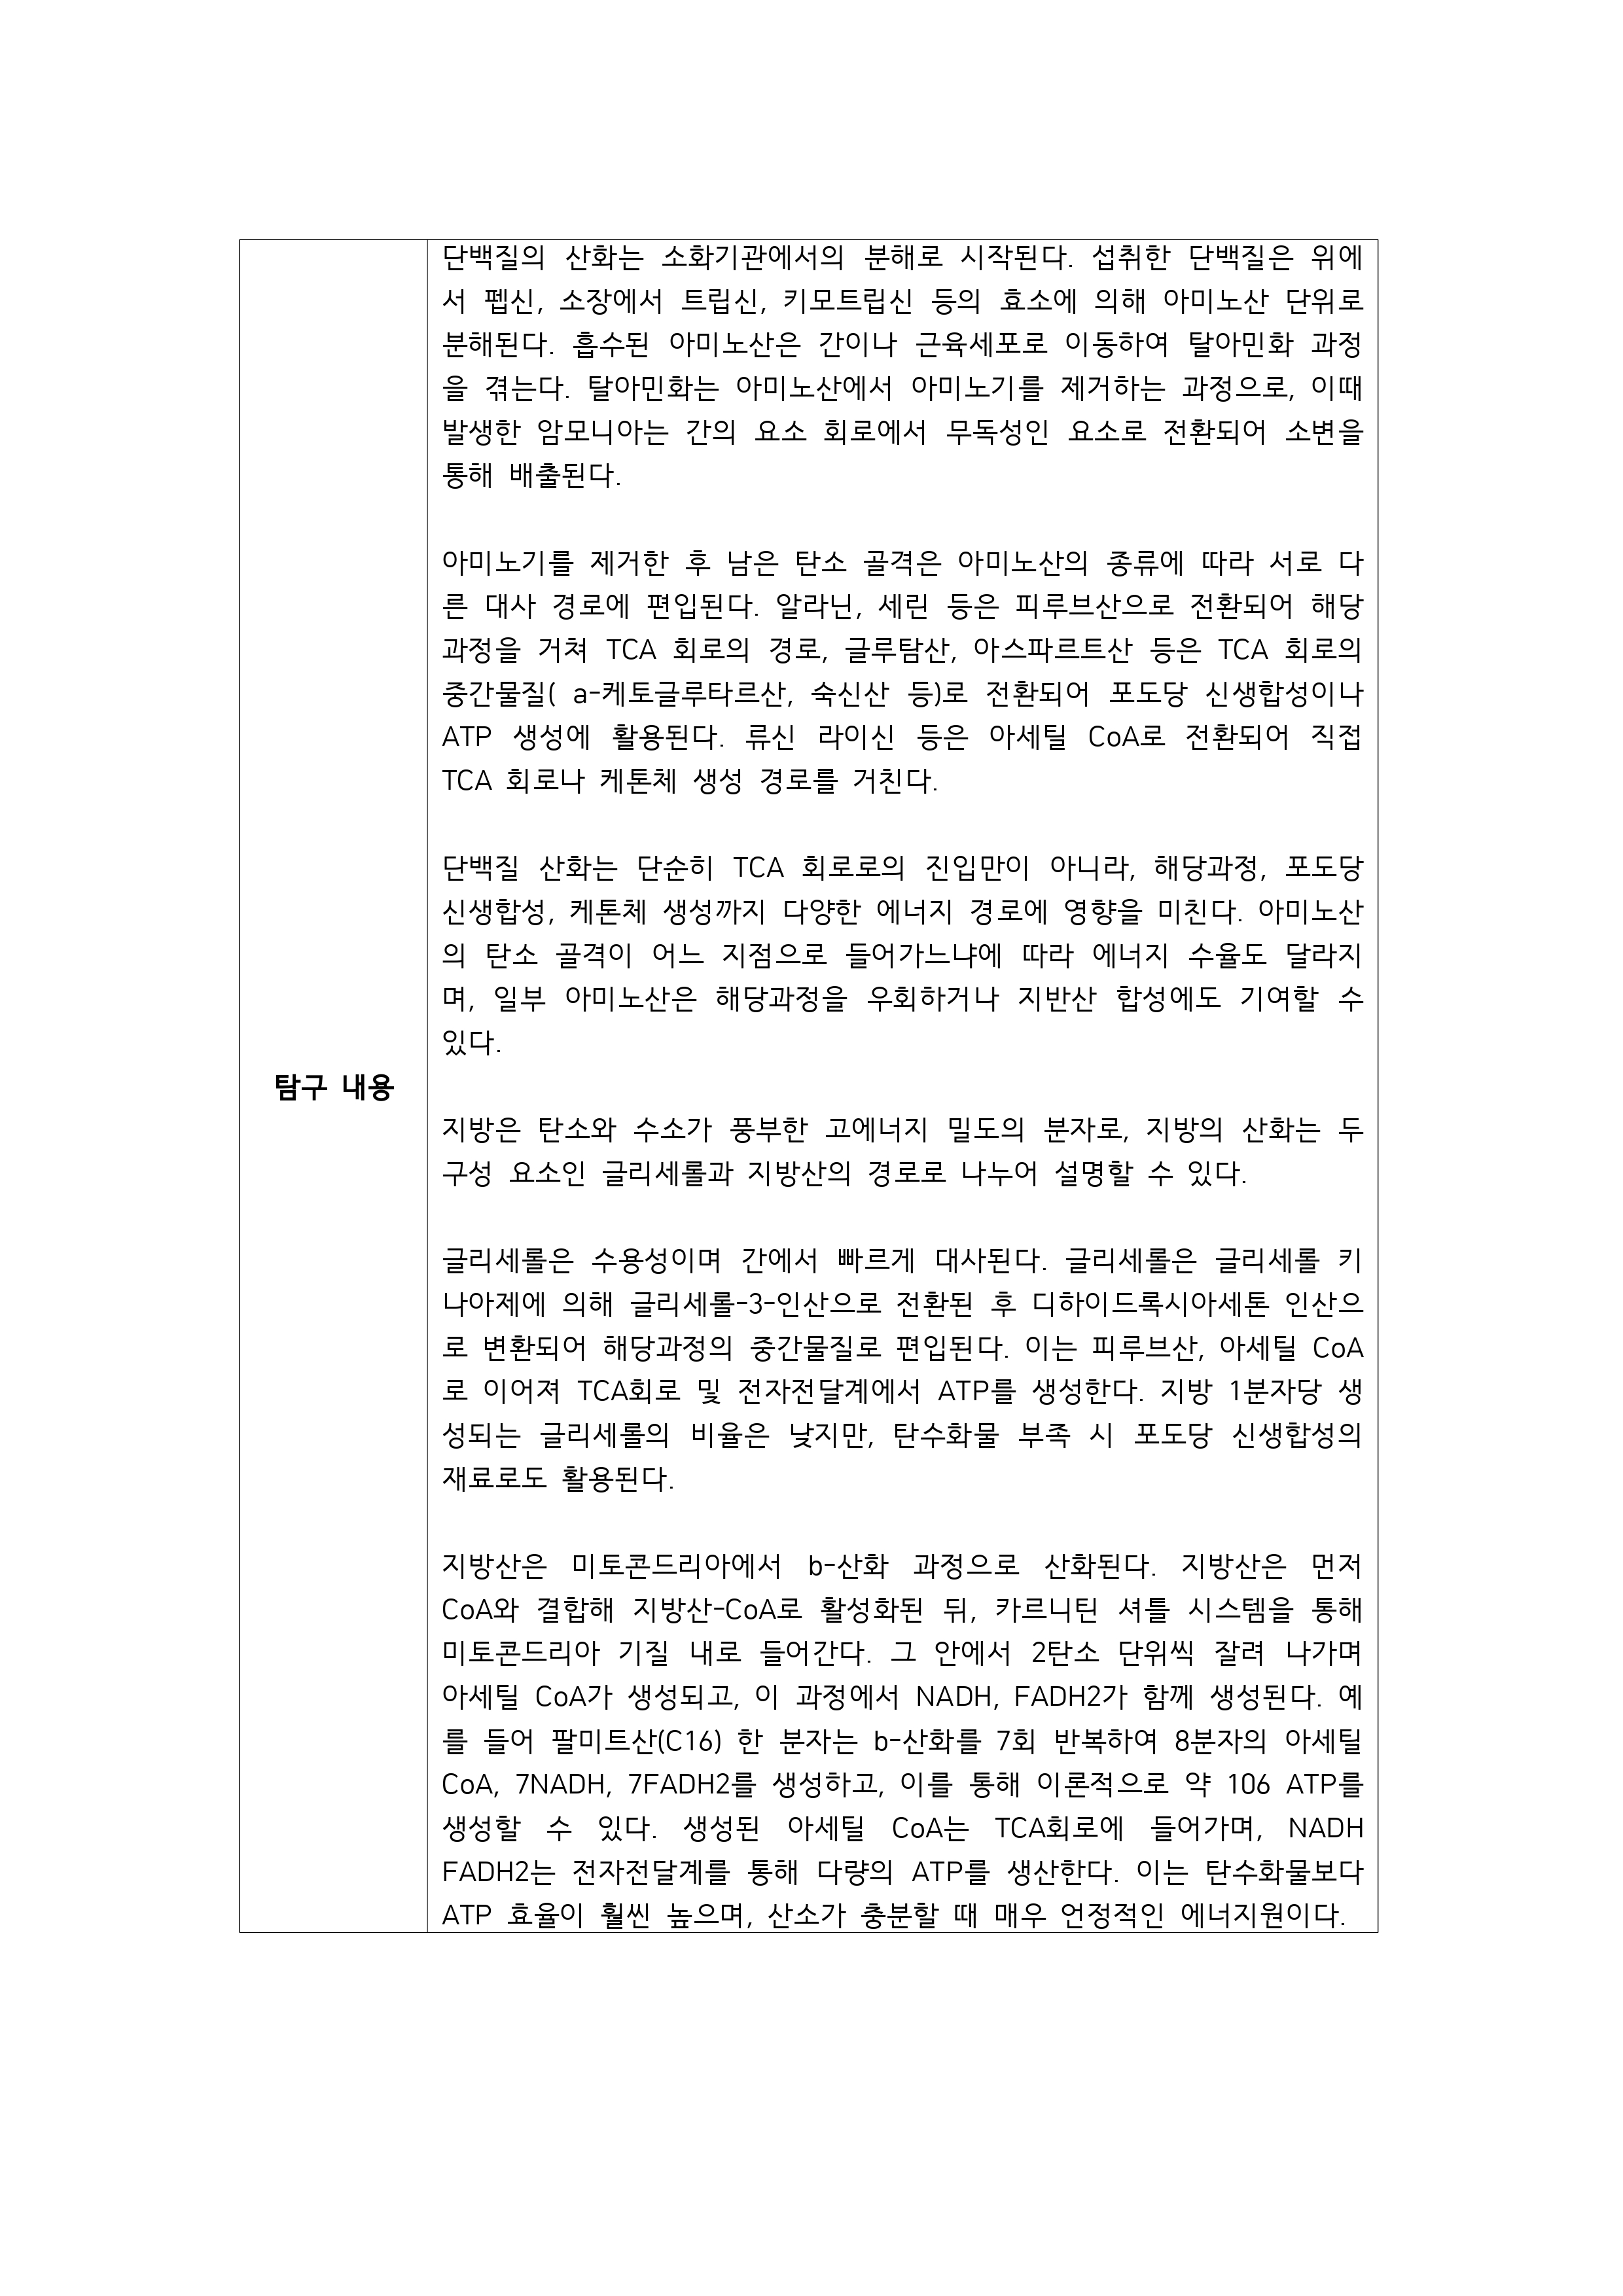 단백질의 산화는 소화기관에서의 분해로 시작된다. 섭취한 단백질은 위에
서 펩신, 소장에서 트립신, 키모트립신 등의 효소에 의해 아미노산 단위로
분해된다. 흡수된 아미노산은 간이나 근육세포로 이동하여 탈아민화 과정
을 겪는다. 탈아민화는 아미노산에서 아미노기를 제거하는 과정으로, 이때
발생한 암모니아는 간의 요소 회로에서 무독성인 요소로 전환되어 소변을
통해 배출된다.
아미노기를 제거한 후 남은 탄소 골격은 아미노산의 종류에 따라 서로 다
른 대사 경로에 편입된다. 알라닌, 세린 등은 피루브산으로 전환되어 해당
과정을 거쳐 TCA 회로의 경로, 글루탐산, 아스파르트산 등은 TCA 회로의
중간물질( a-케토글루타르산, 숙신산 등)로 전환되어 포도당 신생합성이나
ATP 생성에 활용된다. 류신 라이신 등은 아세틸 CoA로 전환되어 직접
TCA 회로나 케톤체 생성 경로를 거친다.
단백질 산화는 단순히 TCA 회로로의 진입만이 아니라, 해당과정, 포도당
신생합성, 케톤체 생성까지 다양한 에너지 경로에 영향을 미친다. 아미노산
의 탄소 골격이 어느 지점으로 들어가느냐에 따라 에너지 수율도 달라지
며, 일부 아미노산은 해당과정을 우회하거나 지반산 합성에도 기여할 수
있다.
탐구 내용
지방은 탄소와 수소가 풍부한 고에너지 밀도의 분자로, 지방의 산화는 두
구성 요소인 글리세롤과 지방산의 경로로 나누어 설명할 수 있다.
글리세롤은 수용성이며 간에서 빠르게 대사된다. 글리세롤은 글리세롤 키
나아제에 의해 글리세롤-3-인산으로 전환된 후 디하이드록시아세톤 인산으
로 변환되어 해당과정의 중간물질로 편입된다. 이는 피루브산, 아세틸 CoA
로 이어져 TCA회로 및 전자전달계에서 ATP를 생성한다. 지방 1분자당 생
성되는 글리세롤의 비율은 낮지만, 탄수화물 부족 시 포도당 신생합성의
재료로도 활용된다.
지방산은 미토콘드리아에서 b-산화 과정으로 산화된다. 지방산은 먼저
CoA와 결합해 지방산-CoA로 활성화된 뒤, 카르니틴 셔틀 시스템을 통해
미토콘드리아 기질 내로 들어간다. 그 안에서 2탄소 단위씩 잘려 나가며
아세틸 CoA가 생성되고, 이 과정에서 NADH, FADH2가 함께 생성된다. 예
를 들어 팔미트산(C16) 한 분자는 b-산화를 7회 반복하여 8분자의 아세틸
CoA, 7NADH, 7FADH2를 생성하고, 이를 통해 이론적으로 약 106 ATP를
생성할 수 있다. 생성된 아세틸 CoA는 TCA회로에 들어가며, NADH
FADH2는 전자전달계를 통해 다량의 ATP를 생산한다. 이는 탄수화물보다
ATP 효율이 훨씬 높으며, 산소가 충분할 때 매우 언정적인 에너지원이다.